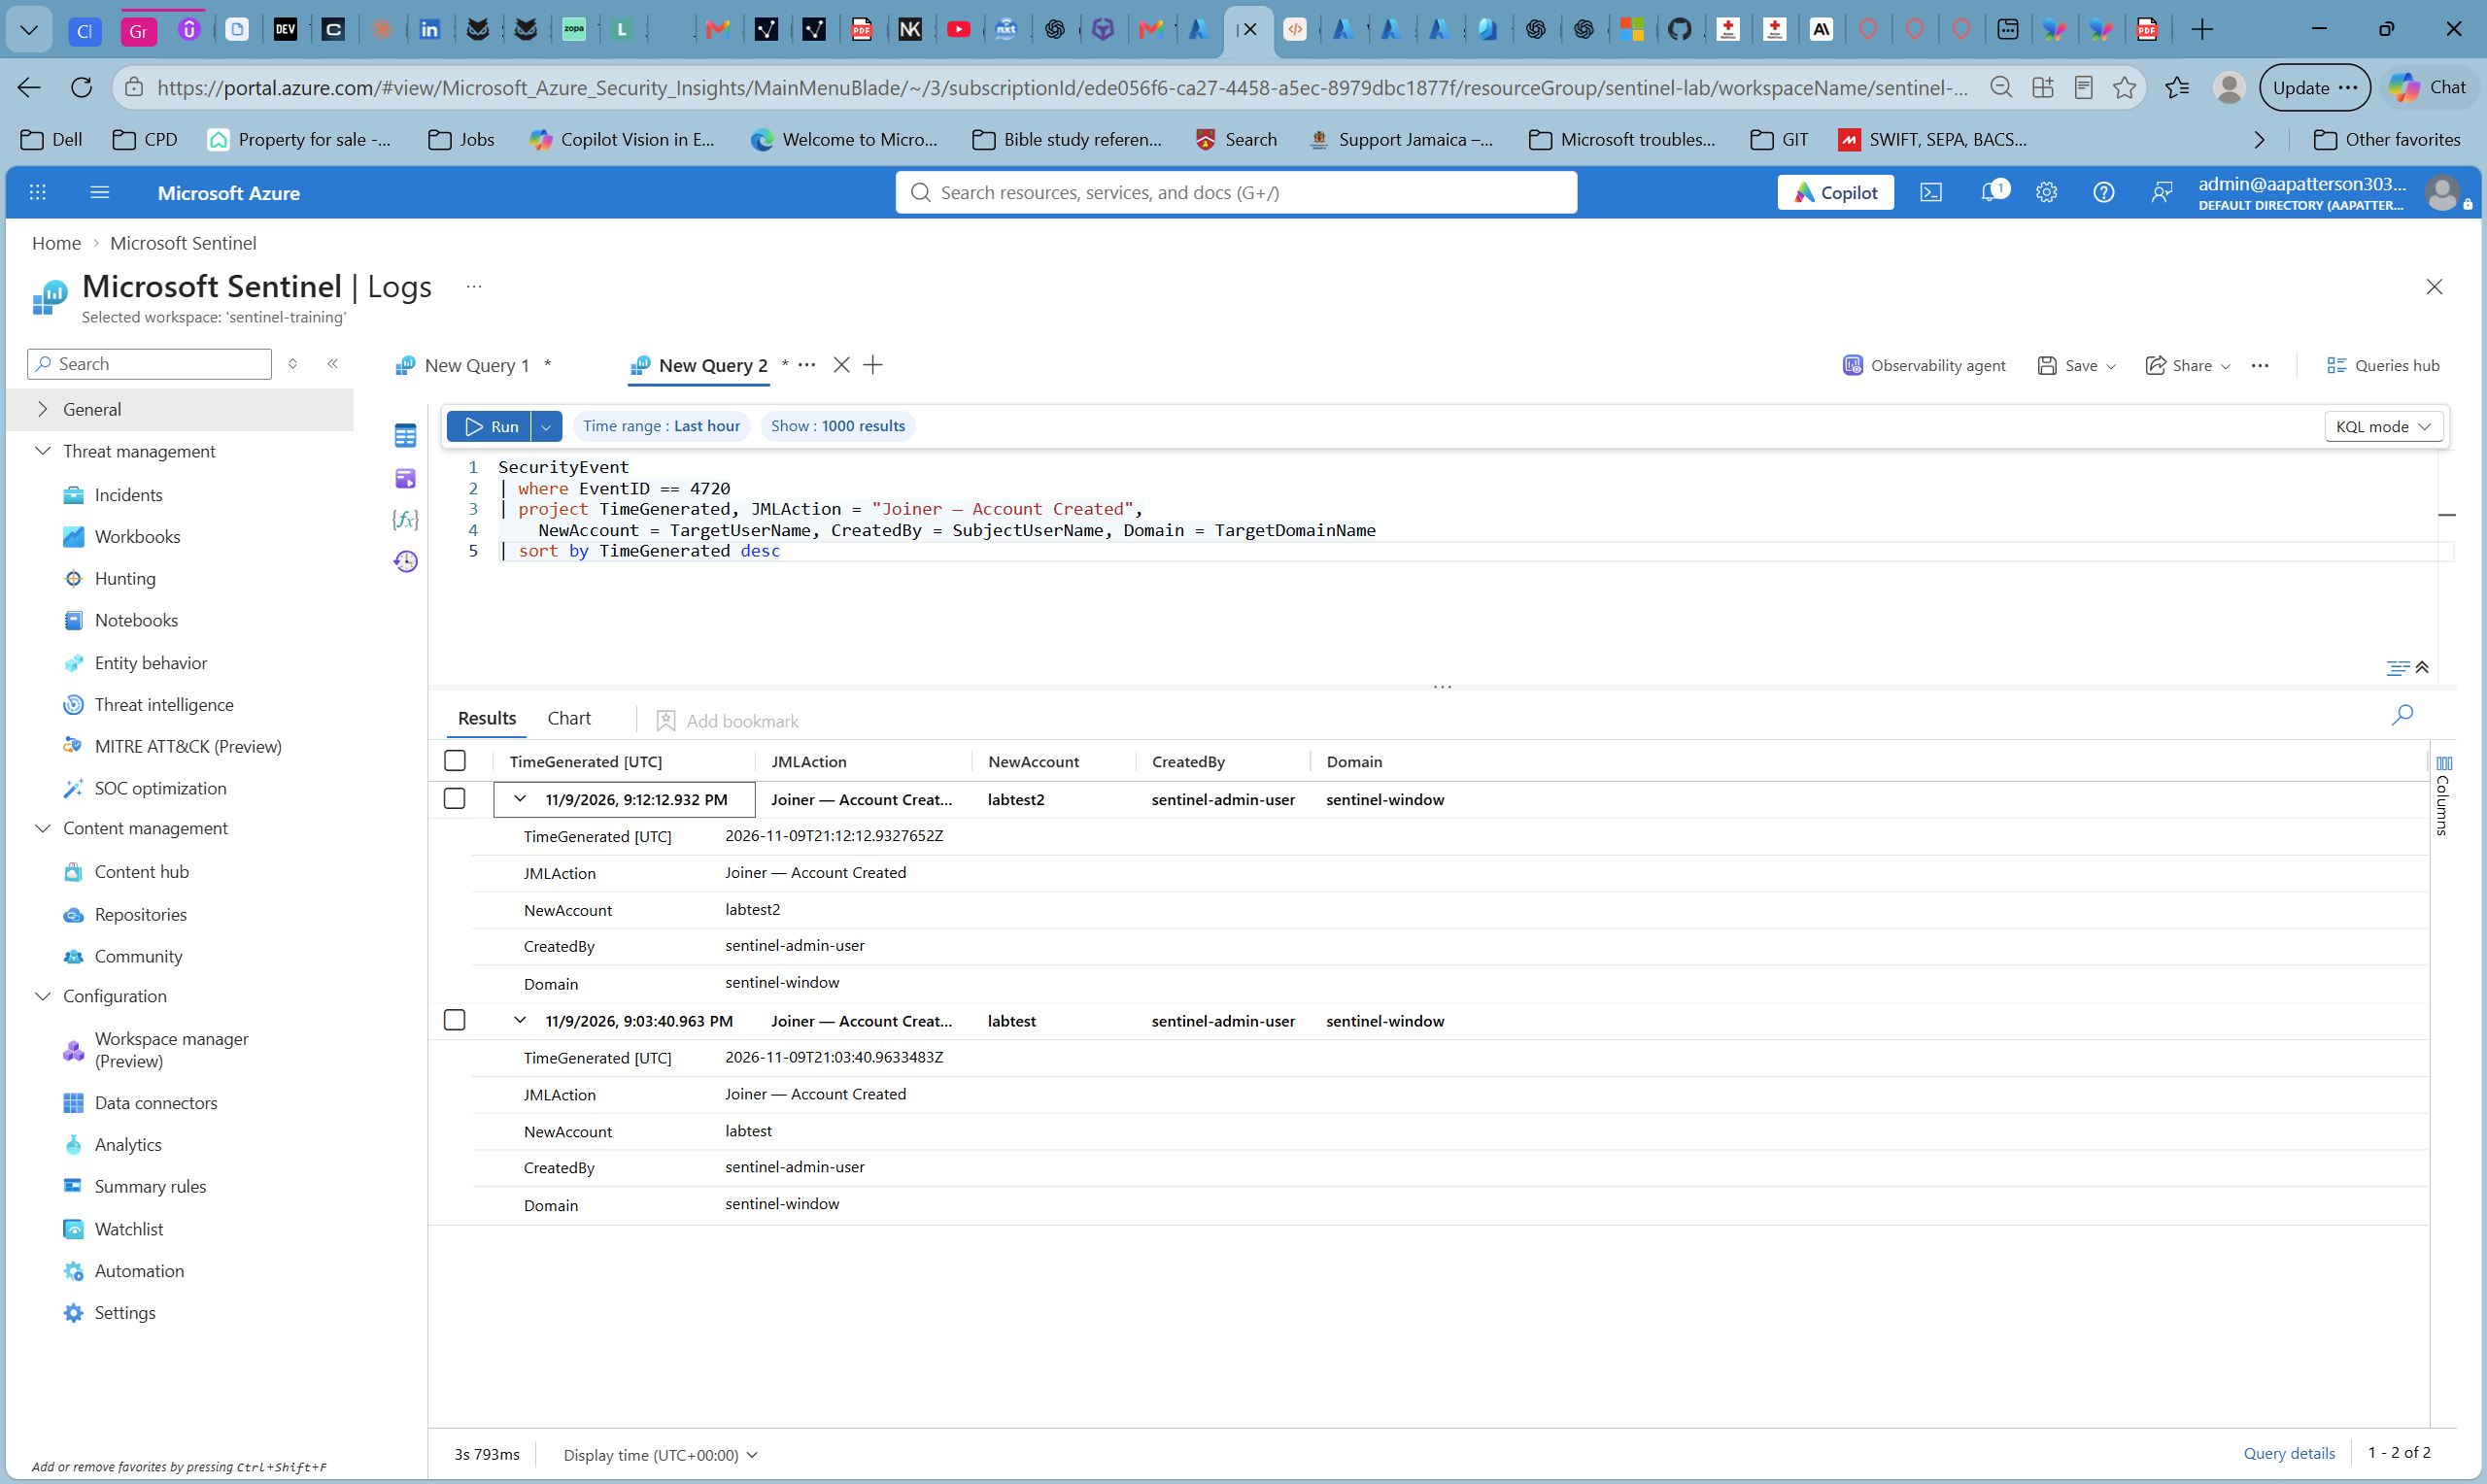 Cl
Gr
DEV
zopa
L
PDF
NK
nxt
PDF
https://portal.azure.com/#view/Microsoft_Azure_Security_Insights/MainMenuBlade/~/3/subscriptionId/ede056f6-ca27-4458-a5ec-8979dbc1877f/resourceGroup/sentinel-lab/workspaceName/sentinel-...
Update
Chat
Dell
CPD
Property for sale -...
Jobs
Copilot Vision in E...
Welcome to Micro...
Bible study referen...
Search
Support Jamaica –...
Microsoft troubles...
GIT
SWIFT, SEPA, BACS...
Other favorites
Microsoft Azure
Search resources, services, and docs (G+/)
Copilot
1
admin@aapatterson303...
DEFAULT DIRECTORY (AAPATTER...
Home > Microsoft Sentinel
Microsoft Sentinel | Logs ...
Selected workspace: 'sentinel-training'
Search
General
Threat management
Incidents
Workbooks
Hunting
Notebooks
Entity behavior
Threat intelligence
MITRE ATT&CK (Preview)
SOC optimization
Content management
Content hub
Repositories
Community
Configuration
Workspace manager
(Preview)
Data connectors
Analytics
Summary rules
Watchlist
Automation
Settings
Add or remove favorites by pressing Ctrl+Shift+F
New Query 1 *
New Query 2 * ...
Observability agent
Save
Share
...
Queries hub
Run
Time range : Last hour
Show : 1000 results
KQL mode
1 SecurityEvent
2 | where EventID == 4720
3 | project TimeGenerated, JMLAction = "Joiner — Account Created",
4 NewAccount = TargetUserName, CreatedBy = SubjectUserName, Domain = TargetDomainName
5 | sort by TimeGenerated desc
Results
Chart
Add bookmark
TimeGenerated [UTC] JMLAction NewAccount CreatedBy Domain
11/9/2026, 9:12:12.932 PM Joiner — Account Creat... labtest2 sentinel-admin-user sentinel-window
TimeGenerated [UTC] 2026-11-09T21:12:12.9327652Z
JMLAction Joiner — Account Created
NewAccount labtest2
CreatedBy sentinel-admin-user
Domain sentinel-window
11/9/2026, 9:03:40.963 PM Joiner — Account Creat... labtest sentinel-admin-user sentinel-window
TimeGenerated [UTC] 2026-11-09T21:03:40.9633483Z
JMLAction Joiner — Account Created
NewAccount labtest
CreatedBy sentinel-admin-user
Domain sentinel-window
Columns
3s 793ms
Display time (UTC+00:00)
Query details
1 - 2 of 2